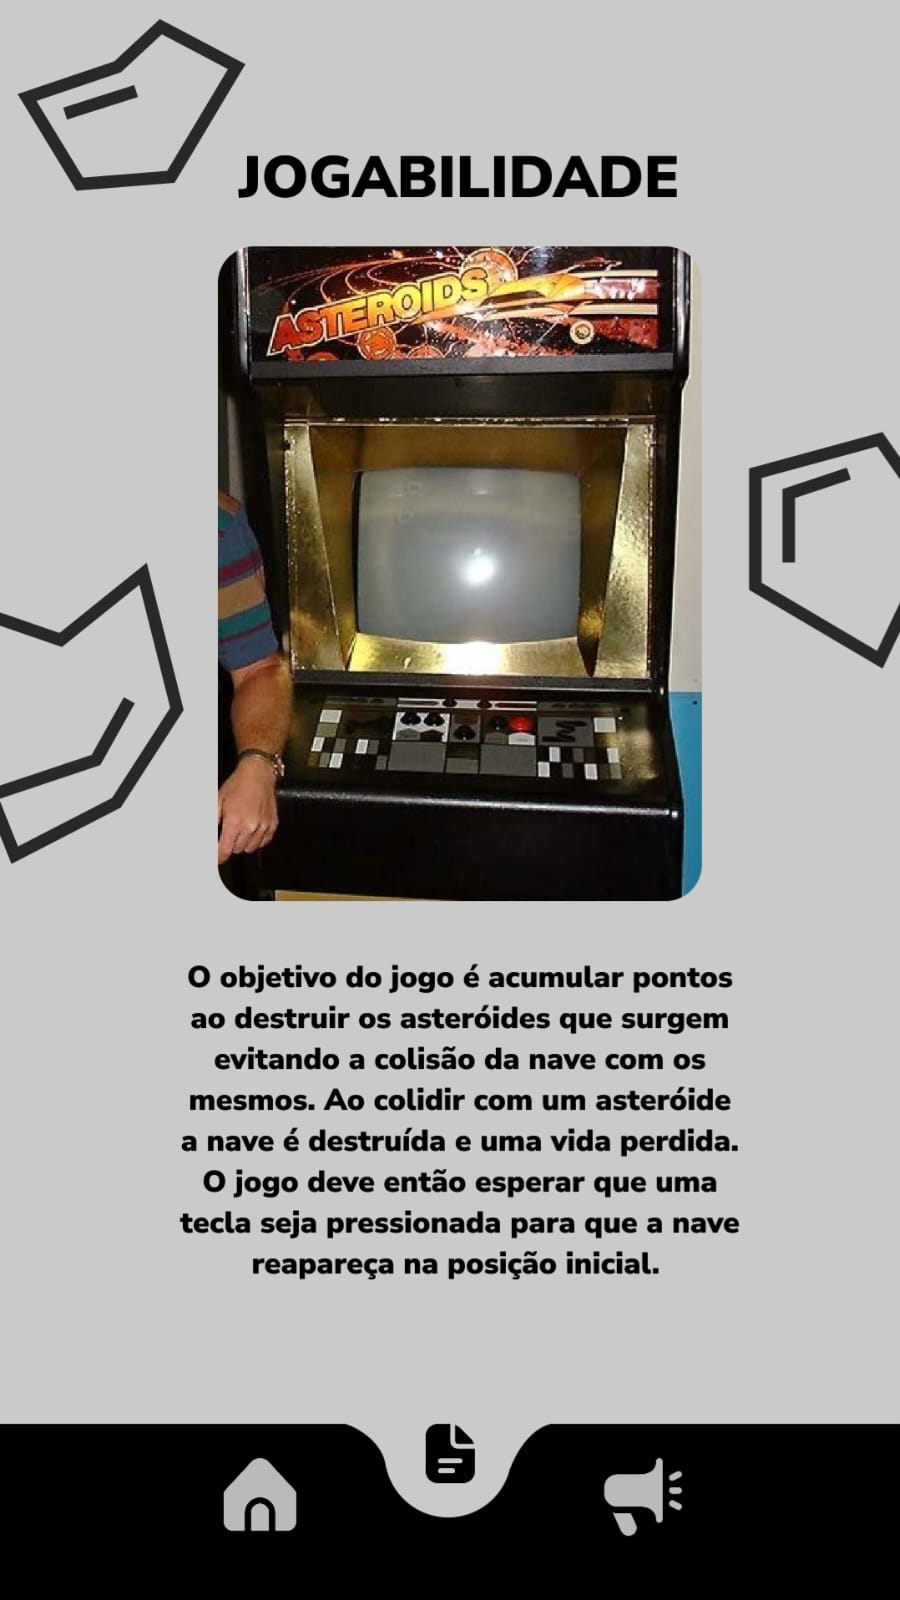 JOGABILIDADE
ASTEROIDS
O objetivo do jogo é acumular pontos
ao destruir os asteróides que surgem
evitando a colisão da nave com os
mesmos. Ao colidir com um asteróide
a nave é destruída e uma vida perdida.
O jogo deve então esperar que uma
tecla seja pressionada para que a nave
reapareça na posição inicial.